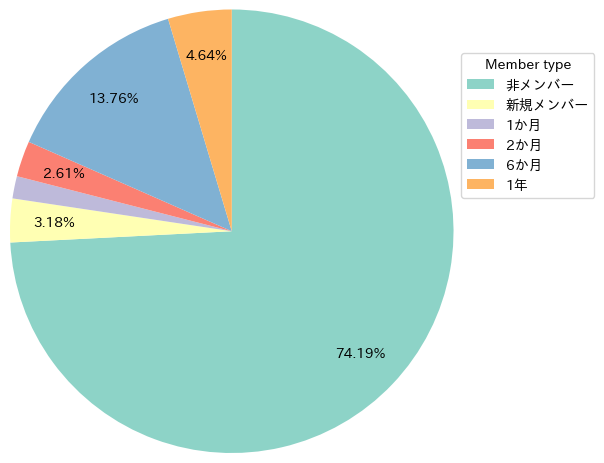 4.64%
13.76%
2.61%
3.18%
74.19%
Member type
非メンバー
新規メンバー
1か月
2か月
6か月
1年